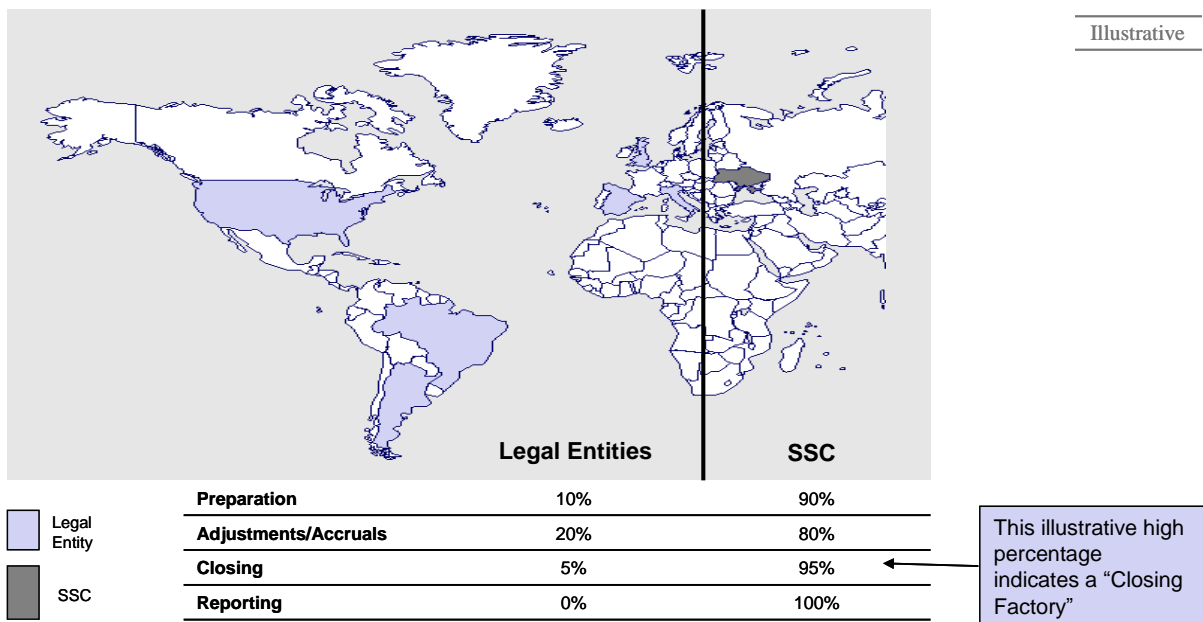 Illustrative
Legal Entities SSC
Preparation 10% 90%
Adjustments/Accruals 20% 80%
Closing 5% 95%
Reporting 0% 100%
Legal
Entity
SSC
This illustrative high
percentage
indicates a “Closing
Factory”